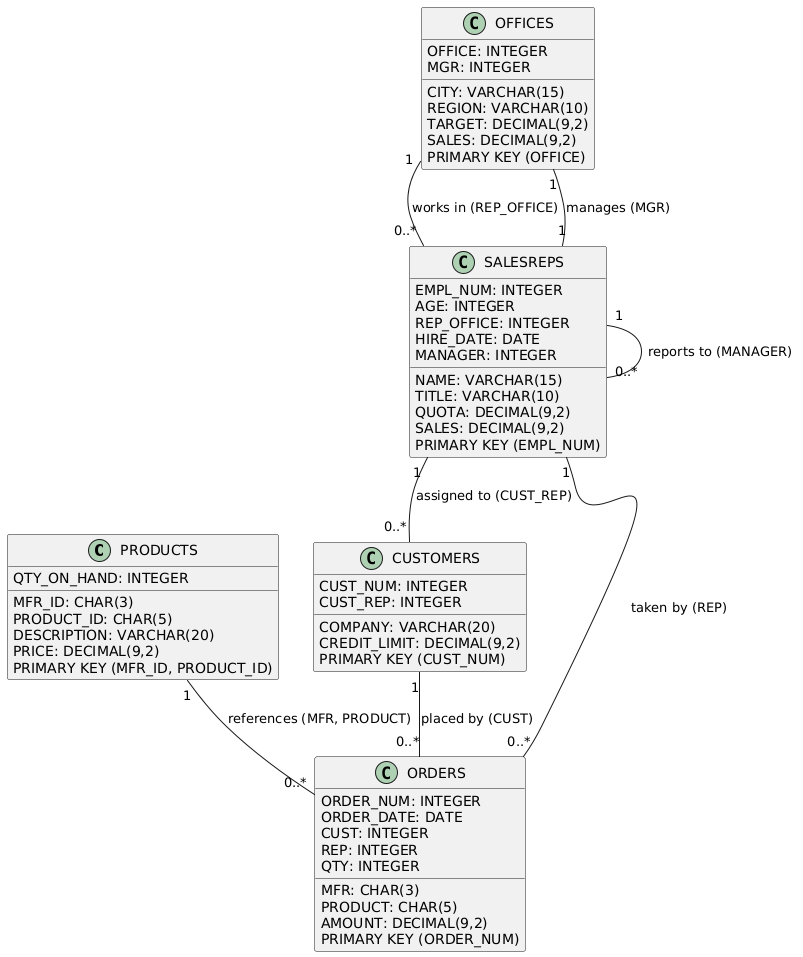 C OFFICES
OFFICE: INTEGER
MGR: INTEGER
CITY: VARCHAR(15)
REGION: VARCHAR(10)
TARGET: DECIMAL(9,2)
SALES: DECIMAL(9,2)
PRIMARY KEY (OFFICE)
1
1
works in (REP_OFFICE)
manages (MGR)
0..*
1
C SALESREPS
EMPL_NUM: INTEGER
AGE: INTEGER
REP_OFFICE: INTEGER
HIRE_DATE: DATE
MANAGER: INTEGER
NAME: VARCHAR(15)
TITLE: VARCHAR(10)
QUOTA: DECIMAL(9,2)
SALES: DECIMAL(9,2)
PRIMARY KEY (EMPL_NUM)
1
reports to (MANAGER)
0..*
1
1
assigned to (CUST_REP)
0..*
C PRODUCTS
QTY_ON_HAND: INTEGER
MFR_ID: CHAR(3)
PRODUCT_ID: CHAR(5)
DESCRIPTION: VARCHAR(20)
PRICE: DECIMAL(9,2)
PRIMARY KEY (MFR_ID, PRODUCT_ID)
C CUSTOMERS
CUST_NUM: INTEGER
CUST_REP: INTEGER
COMPANY: VARCHAR(20)
CREDIT_LIMIT: DECIMAL(9,2)
PRIMARY KEY (CUST_NUM)
taken by (REP)
1
1
references (MFR, PRODUCT)
placed by (CUST)
0..*
0..*
0..*
C ORDERS
ORDER_NUM: INTEGER
ORDER_DATE: DATE
CUST: INTEGER
REP: INTEGER
QTY: INTEGER
MFR: CHAR(3)
PRODUCT: CHAR(5)
AMOUNT: DECIMAL(9,2)
PRIMARY KEY (ORDER_NUM)